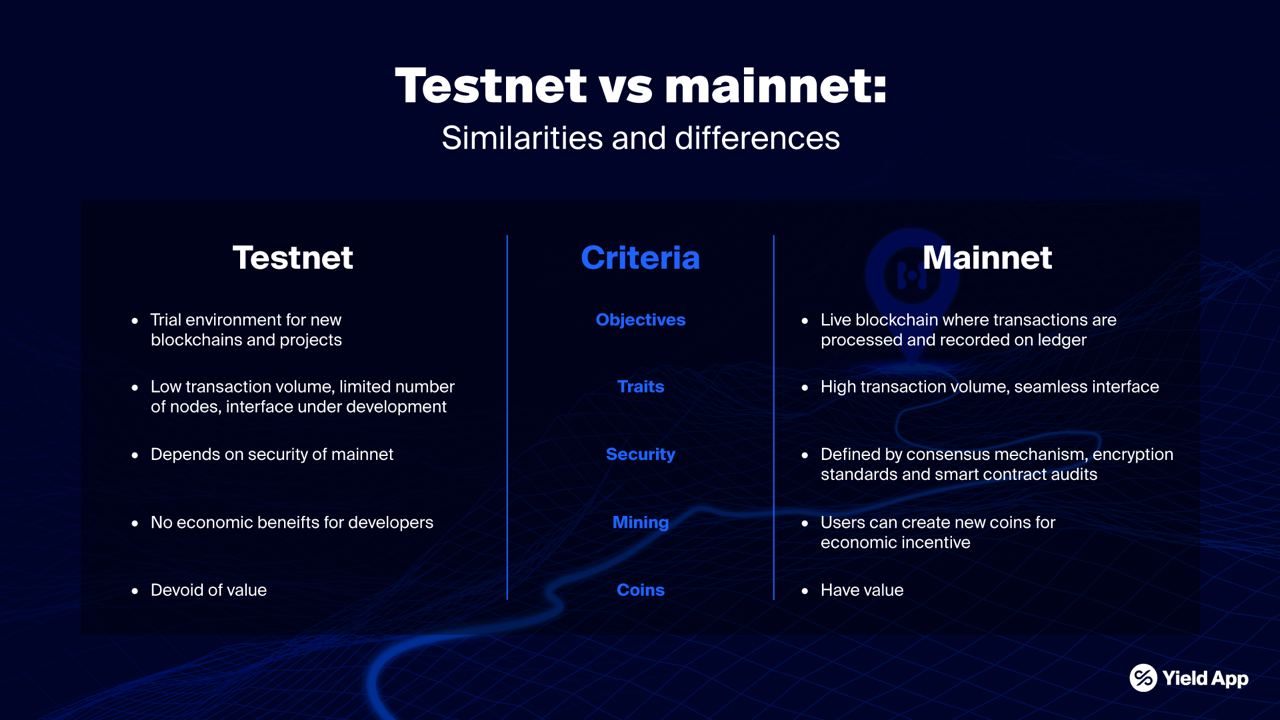 Testnet vs mainnet:
Similarities and differences
Testnet
Criteria
Mainnet
• Trial environment for new
blockchains and projects
Objectives
• Live blockchain where transactions are
processed and recorded on ledger
• Low transaction volume, limited number
of nodes, interface under development
Traits
• High transaction volume, seamless interface
• Depends on security of mainnet
Security
• Defined by consensus mechanism, encryption
standards and smart contract audits
• No economic beneifts for developers
Mining
• Users can create new coins for
economic incentive
• Devoid of value
Coins
• Have value
Yield App